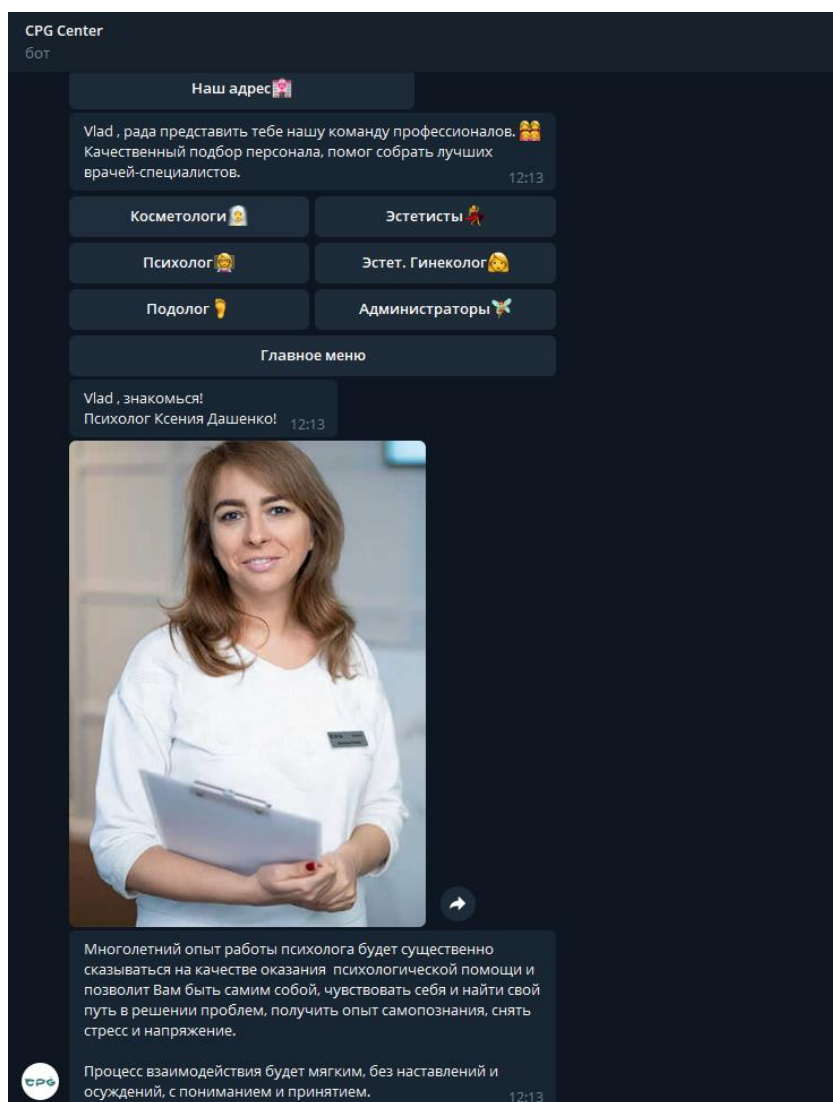 CPG Center
бот
Наш адрес🏩
Vlad , рада представить тебе нашу команду профессионалов. 👩‍👩‍👧‍👧
Качественный подбор персонала, помог собрать лучших
врачей-специалистов.
12:13
Косметологи👰
Эстетисты💃
Психолог👩‍🏫
Эстет. Гинеколог👩
Подолог🦶
Администраторы🧚
Главное меню
Vlad , знакомься!
Психолог Ксения Дашенко!
12:13
CPG
Многолетний опыт работы психолога будет существенно
сказываться на качестве оказания  психологической помощи и
позволит Вам быть самим собой, чувствовать себя и найти свой
путь в решении проблем, получить опыт самопознания, снять
стресс и напряжение.
Процесс взаимодействия будет мягким, без наставлений и
осуждений, с пониманием и принятием.
12:13
CPG